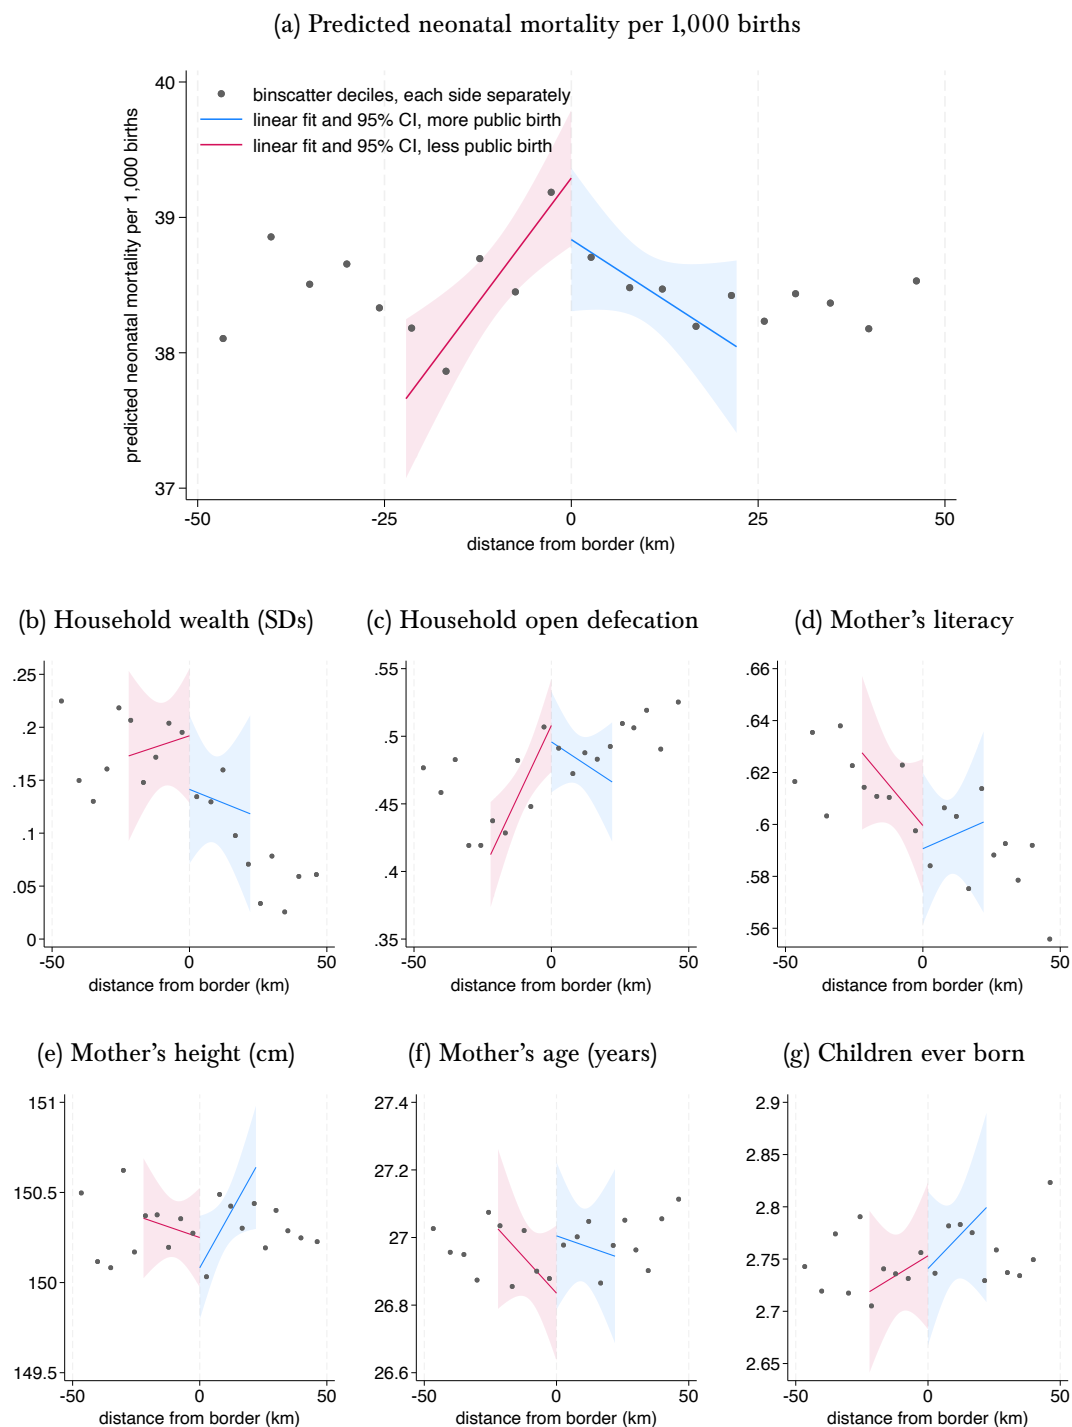 (a) Predicted neonatal mortality per 1,000 births
predicted neonatal mortality per 1,000 births
40
39
38
37
binscatter deciles, each side separately
linear fit and 95% CI, more public birth
linear fit and 95% CI, less public birth
-50 -25 0 25 50
distance from border (km)
(b) Household wealth (SDs)
.25
.2
.15
.1
.05
0
-50 0 50
distance from border (km)
(c) Household open defecation
.55
.5
.45
.4
.35
-50 0 50
distance from border (km)
(d) Mother's literacy
.66
.64
.62
.6
.58
.56
-50 0 50
distance from border (km)
(e) Mother's height (cm)
151
150.5
150
149.5
-50 0 50
distance from border (km)
(f) Mother's age (years)
27.4
27.2
27
26.8
26.6
-50 0 50
distance from border (km)
(g) Children ever born
2.9
2.85
2.8
2.75
2.7
2.65
-50 0 50
distance from border (km)